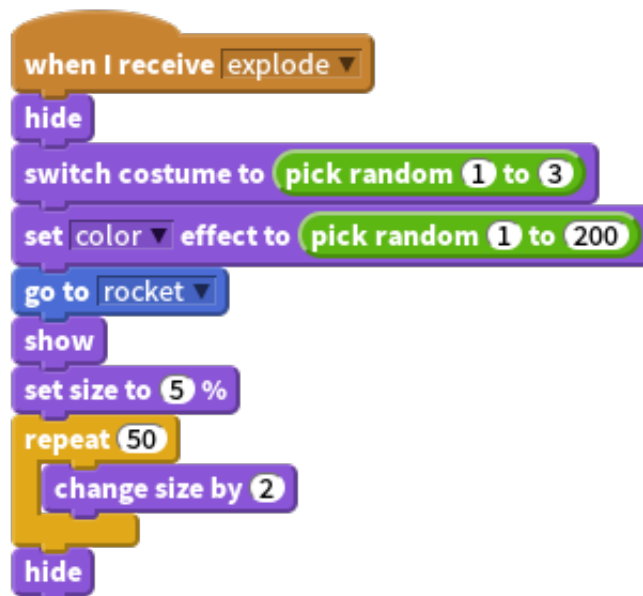 when I receive explode
hide
switch costume to pick random 1 to 3
set color effect to pick random 1 to 200
go to rocket
show
set size to 5 %
repeat 50
change size by 2
hide